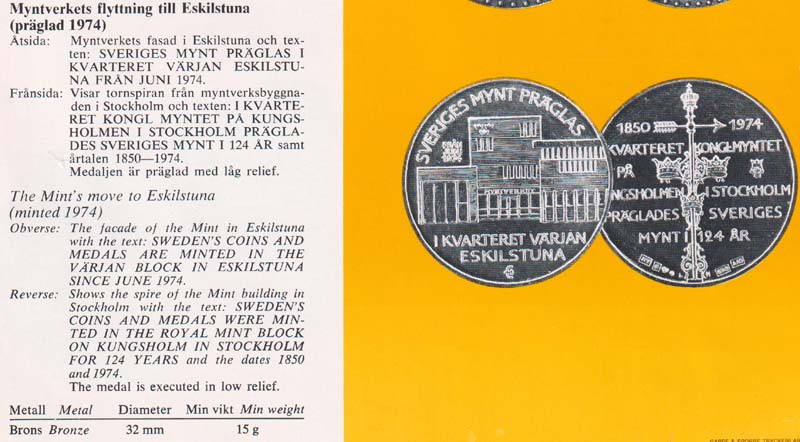 Myntverkets flyttning till Eskilstuna
(präglad 1974)
Åtsida: Myntverkets fasad i Eskilstuna och tex-
ten: SVERIGES MYNT PRÄGLAS I
KVARTERET VÄRJAN ESKILSTU-
NA FRÅN JUNI 1974.
Frånsida: Visar tornspiran från myntverksbyggna-
den i Stockholm och texten: I KVARTE-
RET KONGL MYNTET PÅ KUNGS-
HOLMEN I STOCKHOLM PRÄGLA-
DES SVERIGES MYNT I 124 ÅR samt
årtalen 1850—1974.
Medaljen är präglad med låg relief.
The Mint's move to Eskilstuna
(minted 1974)
Obverse: The facade of the Mint in Eskilstuna
with the text: SWEDEN'S COINS AND
MEDALS ARE MINTED IN THE
VÄRJAN BLOCK IN ESKILSTUNA
SINCE JUNE 1974.
Reverse: Shows the spire of the Mint building in
Stockholm with the text: SWEDEN'S
COINS AND MEDALS WERE MIN-
TED IN THE ROYAL MINT BLOCK
ON KUNGSHOLM IN STOCKHOLM
FOR 124 YEARS and the dates 1850
and 1974.
The medal is executed in low relief.
Metall Metal Diameter Min vikt Min weight
Brons Bronze 32 mm 15 g
SVERIGES MYNT PRÄGLAS
MYNTVERKET
I KVARTERET VÄRJAN
ESKILSTUNA
1850 1974
KVARTERET KONGL MYNTET
PÅ
NGSHOLMEN I STOCKHOLM
PRÄGLADES SVERIGES
MYNT I 124 ÅR